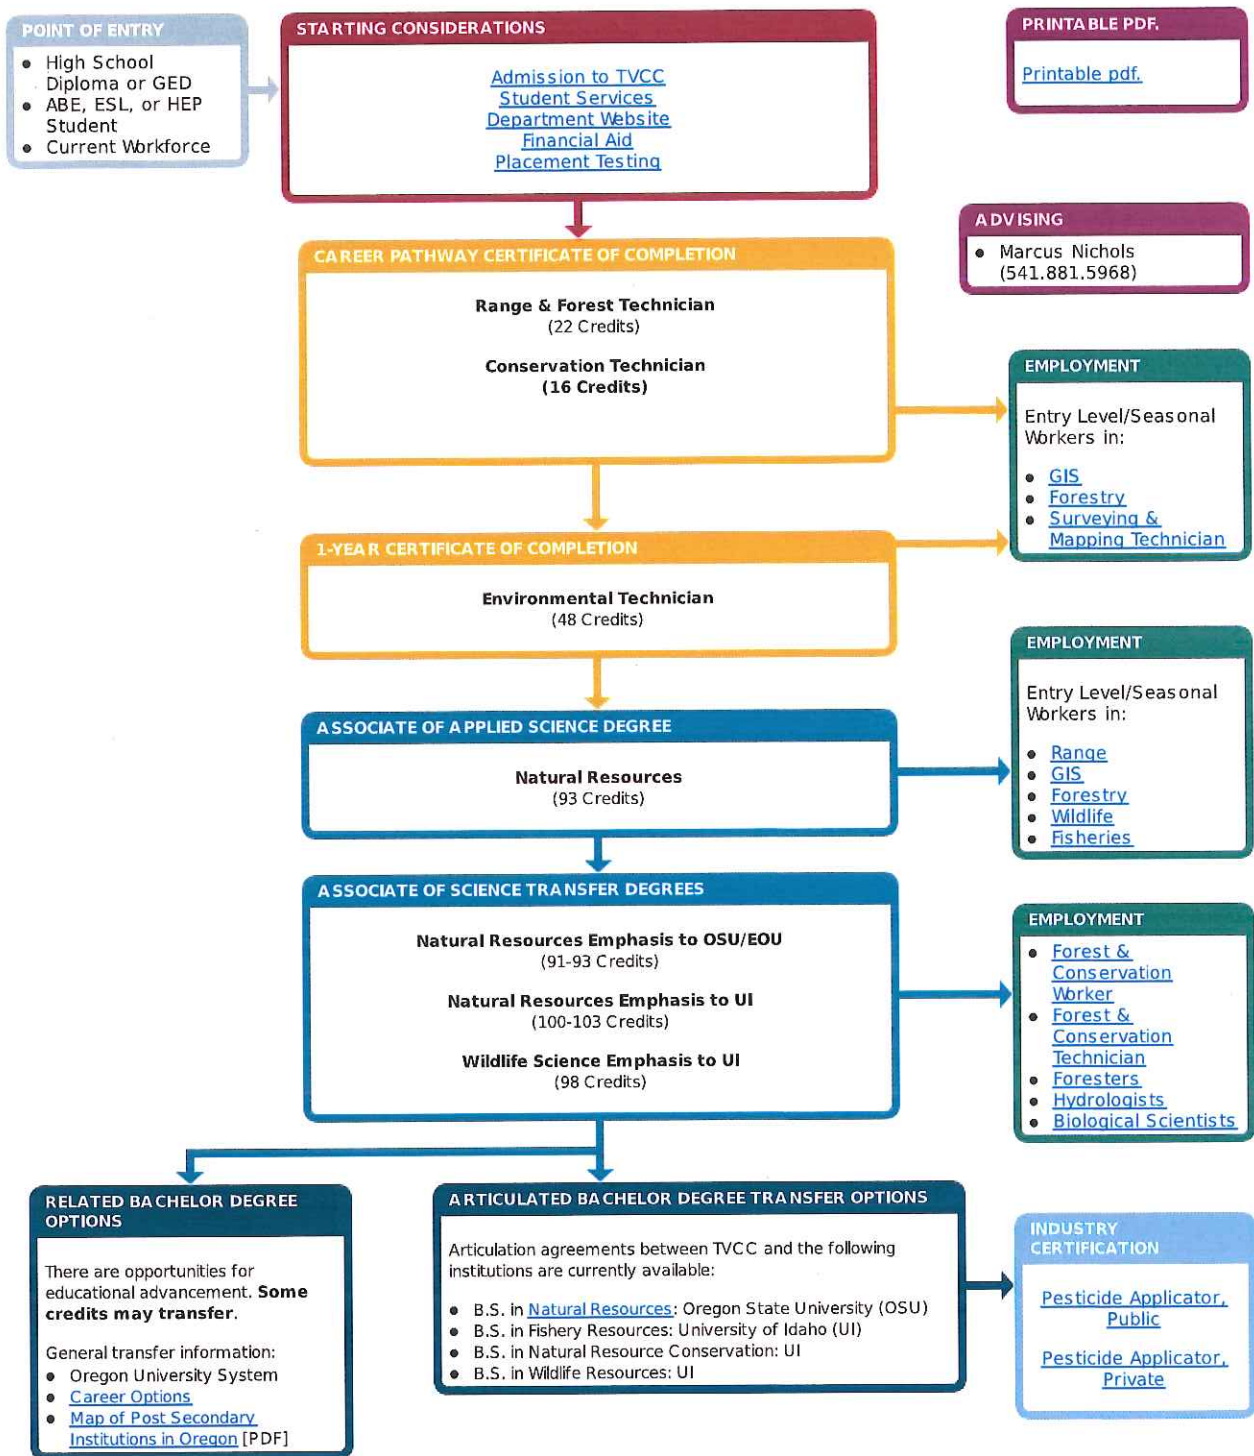 POINT OF ENTRY
● High School
Diploma or GED
● ABE, ESL, or HEP
Student
● Current Workforce
STARTING CONSIDERATIONS
Admission to TVCC
Student Services
Department Website
Financial Aid
Placement Testing
PRINTABLE PDF.
Printable pdf.
ADVISING
● Marcus Nichols
(541.881.5968)
CAREER PATHWAY CERTIFICATE OF COMPLETION
Range & Forest Technician
(22 Credits)
Conservation Technician
(16 Credits)
EMPLOYMENT
Entry Level/Seasonal
Workers in:
● GIS
● Forestry
● Surveying &
Mapping Technician
1-YEAR CERTIFICATE OF COMPLETION
Environmental Technician
(48 Credits)
EMPLOYMENT
Entry Level/Seasonal
Workers in:
● Range
● GIS
● Forestry
● Wildlife
● Fisheries
ASSOCIATE OF APPLIED SCIENCE DEGREE
Natural Resources
(93 Credits)
ASSOCIATE OF SCIENCE TRANSFER DEGREES
Natural Resources Emphasis to OSU/EOU
(91-93 Credits)
Natural Resources Emphasis to UI
(100-103 Credits)
Wildlife Science Emphasis to UI
(98 Credits)
EMPLOYMENT
● Forest &
Conservation
Worker
● Forest &
Conservation
Technician
● Foresters
● Hydrologists
● Biological Scientists
RELATED BACHELOR DEGREE
OPTIONS
There are opportunities for
educational advancement. Some
credits may transfer.
General transfer information:
● Oregon University System
● Career Options
● Map of Post Secondary
Institutions in Oregon [PDF]
ARTICULATED BACHELOR DEGREE TRANSFER OPTIONS
Articulation agreements between TVCC and the following
institutions are currently available:
● B.S. in Natural Resources: Oregon State University (OSU)
● B.S. in Fishery Resources: University of Idaho (UI)
● B.S. in Natural Resource Conservation: UI
● B.S. in Wildlife Resources: UI
INDUSTRY
CERTIFICATION
Pesticide Applicator,
Public
Pesticide Applicator,
Private